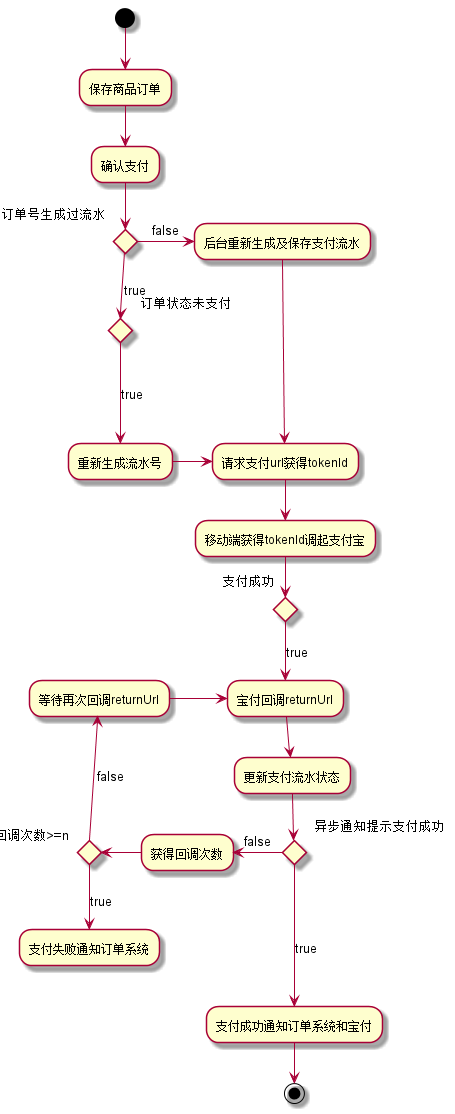 保存商品订单
确认支付
订单号生成过流水
false
后台重新生成及保存支付流水
true
订单状态未支付
true
重新生成流水号
请求支付url获得tokenId
移动端获得tokenId调起支付宝
支付成功
true
等待再次回调returnUrl
宝付回调returnUrl
false
更新支付流水状态
异步通知提示支付成功
回调次数>=n
获得回调次数
false
true
支付失败通知订单系统
true
支付成功通知订单系统和宝付